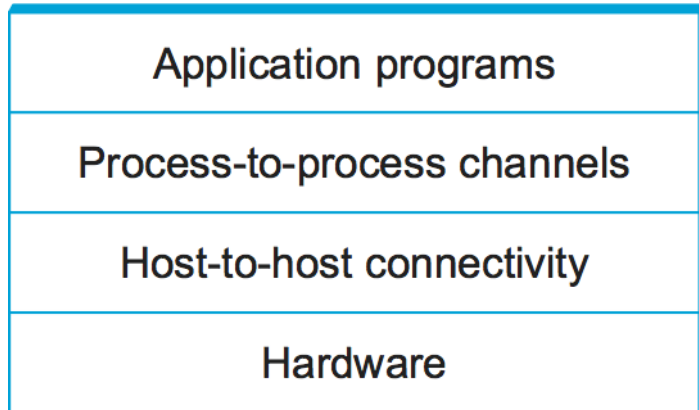 Application programs
Process-to-process channels
Host-to-host connectivity
Hardware